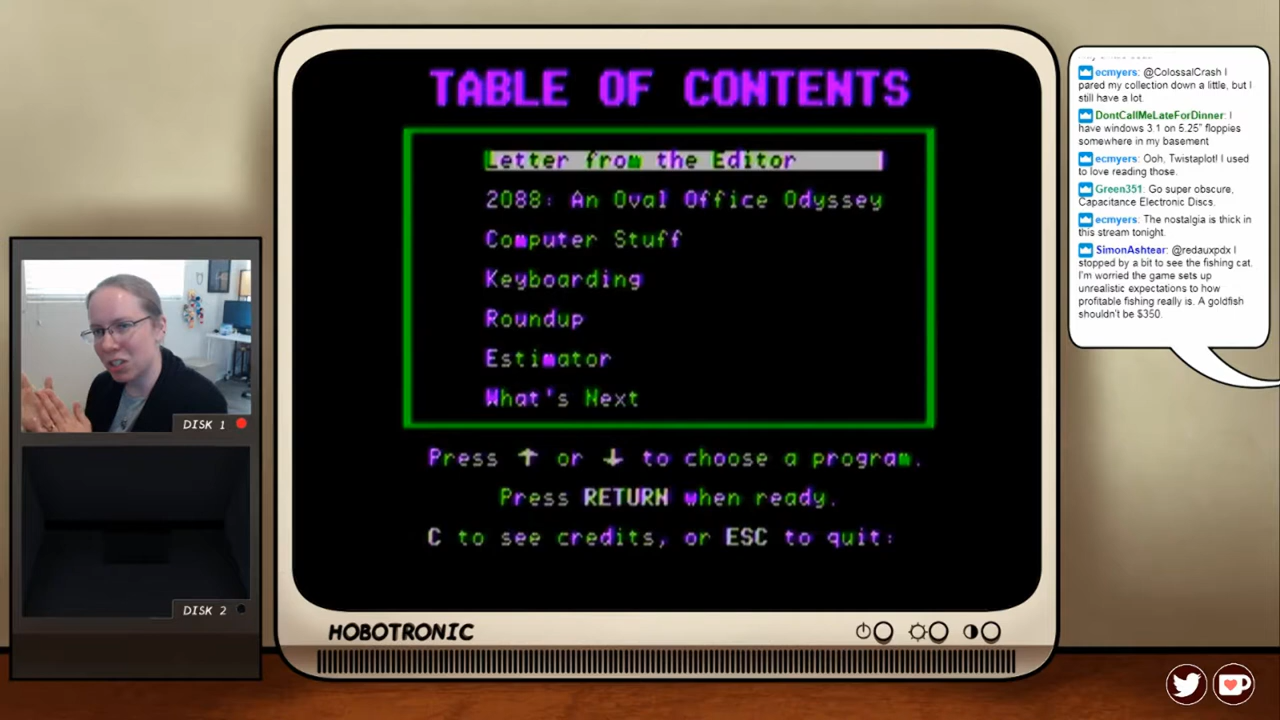 TABLE OF CONTENTS
Letter from the Editor
2088: An Oval Office Odyssey
Computer Stuff
Keyboarding
Roundup
Estimator
What's Next
Press ↑ or ↓ to choose a program.
Press RETURN when ready.
C to see credits, or ESC to quit:
HOBOTRONIC
DISK 1
DISK 2
ecmyers: @ColossalCrash I
pared my collection down a little, but I
still have a lot.
DontCallMeLateForDinner: I
have windows 3.1 on 5.25" floppies
somewhere in my basement
ecmyers: Ooh, Twistaplot! I used
to love reading those.
Green351: Go super obscure,
Capacitance Electronic Discs.
ecmyers: The nostalgia is thick in
this stream tonight.
SimonAshtear: @redauxpdx I
stopped by a bit to see the fishing cat.
I'm worried the game sets up
unrealistic expectations to how
profitable fishing really is. A goldfish
shouldn't be $350.